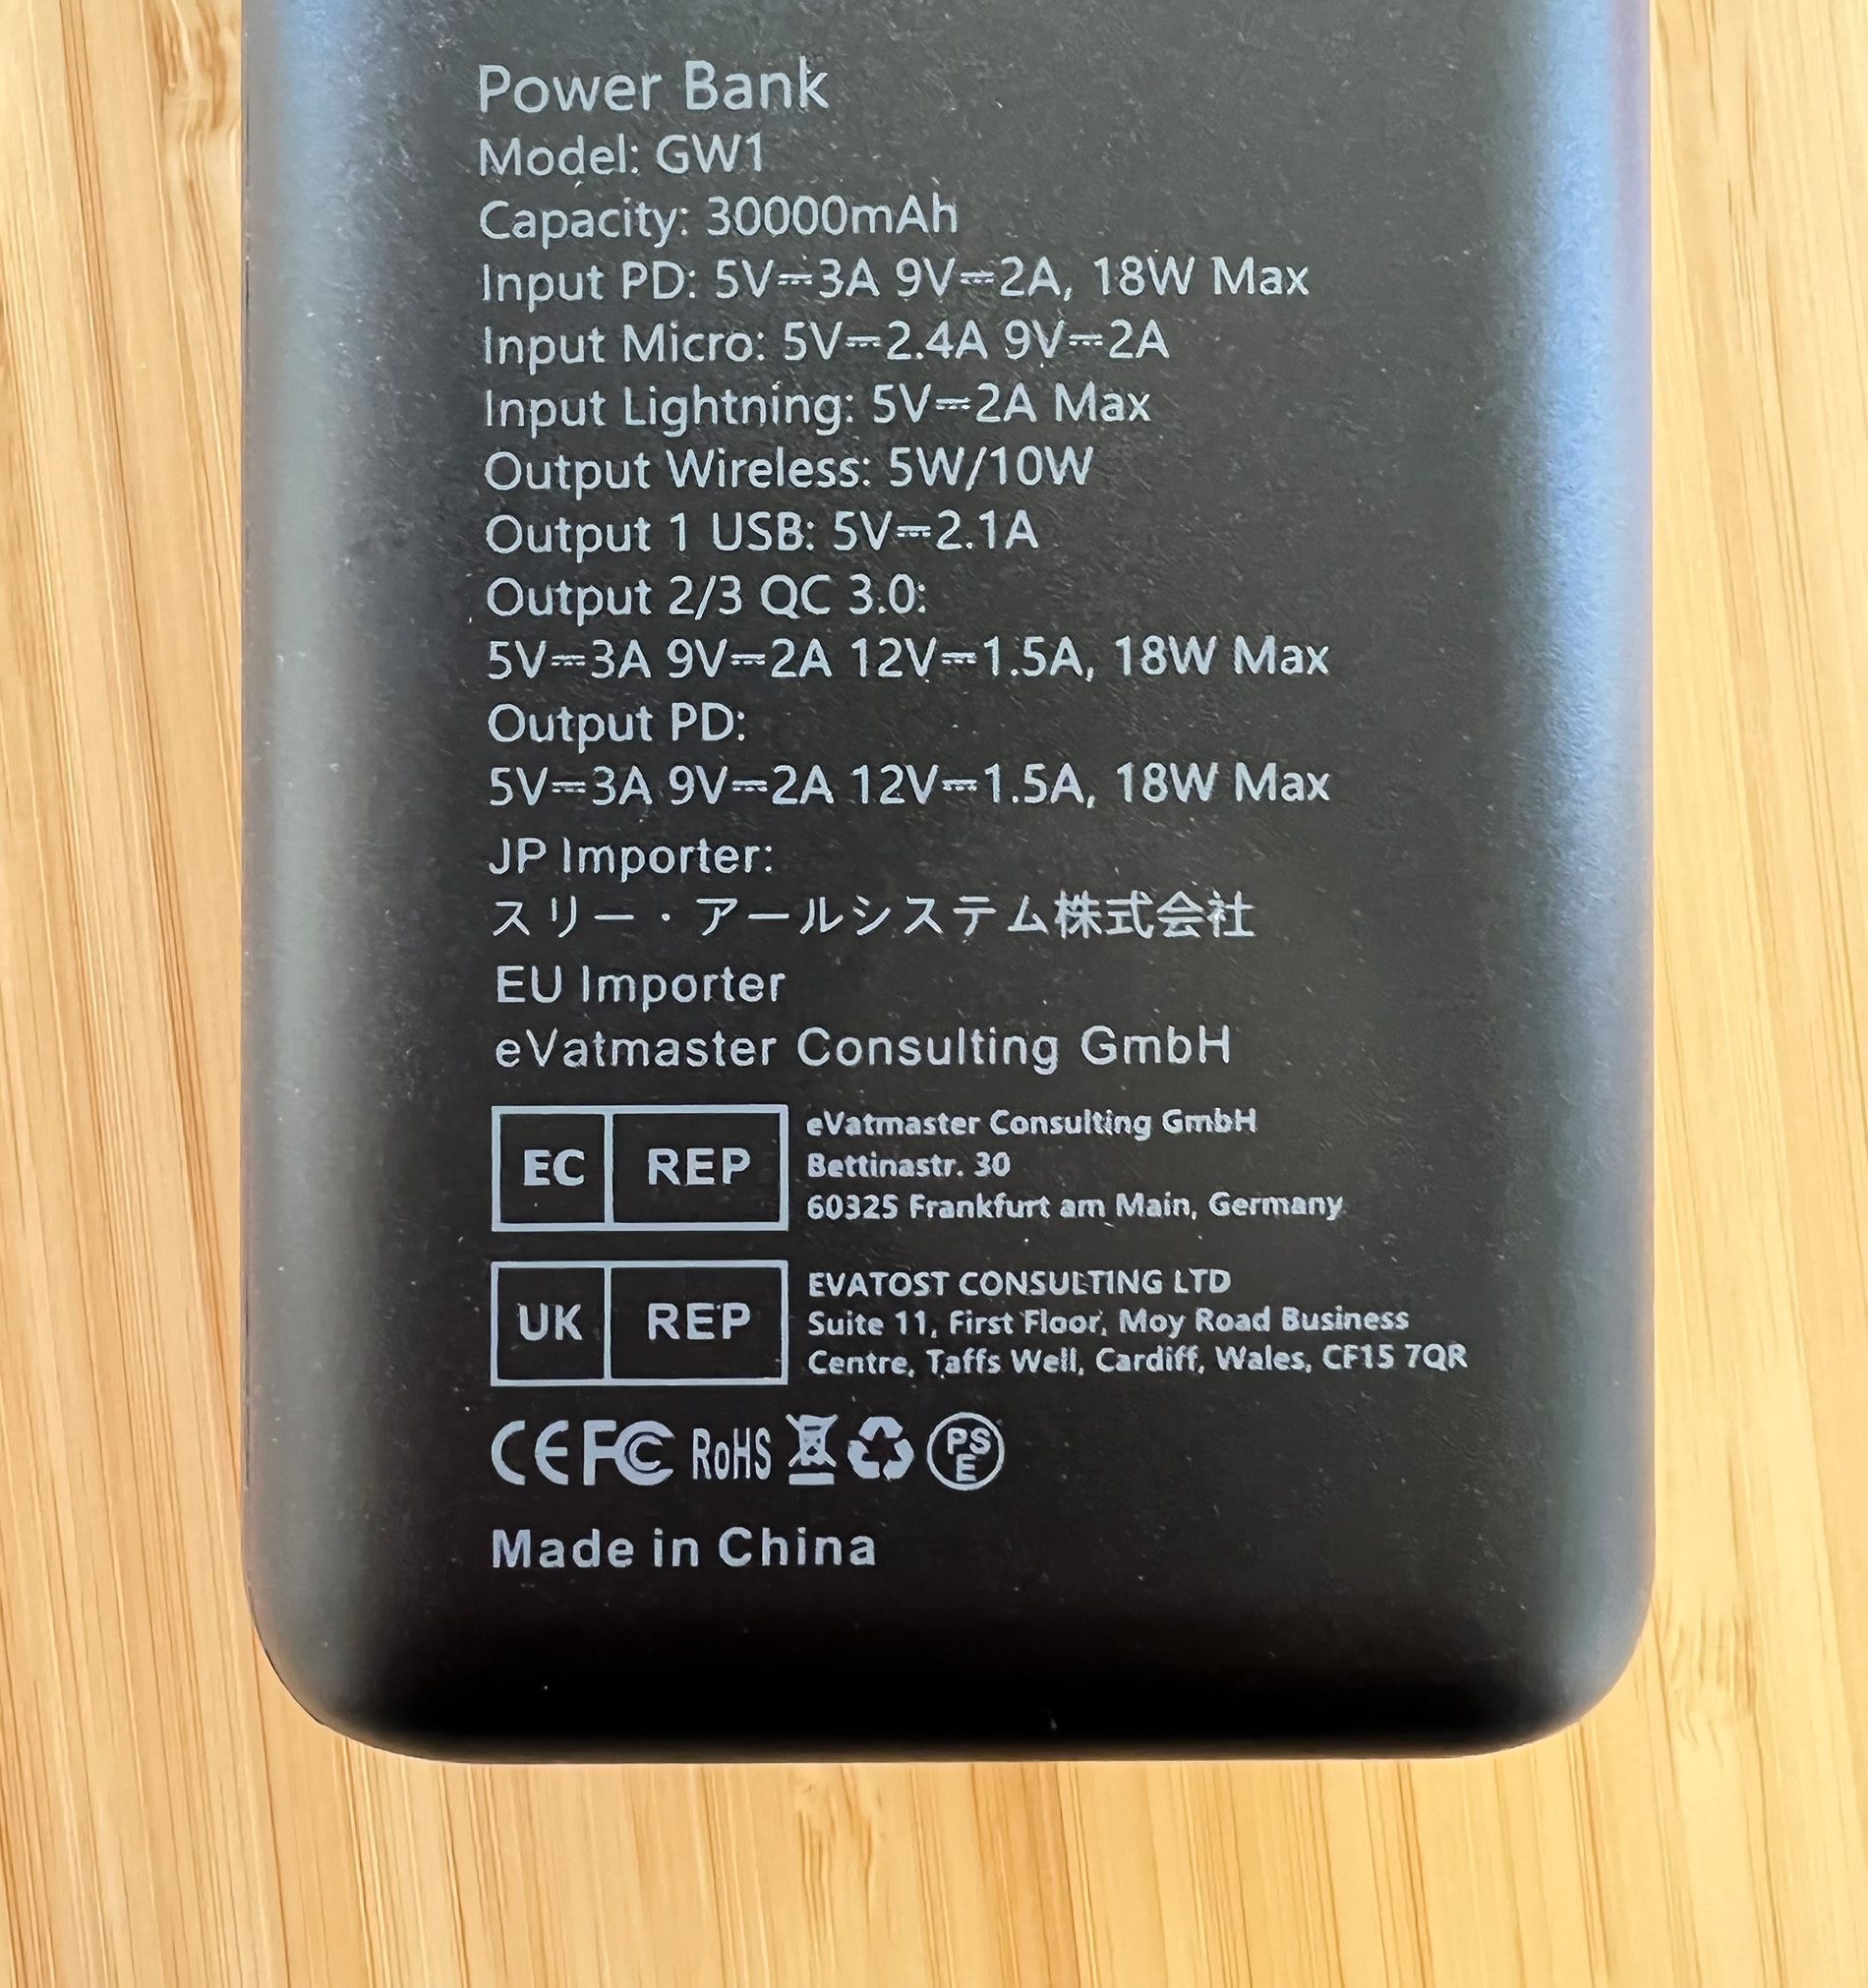 Power Bank
Model: GW1
Capacity: 30000mAh
Input PD: 5V⎓3A 9V⎓2A, 18W Max
Input Micro: 5V⎓2.4A 9V⎓2A
Input Lightning: 5V⎓2A Max
Output Wireless: 5W/10W
Output 1 USB: 5V⎓2.1A
Output 2/3 QC 3.0:
5V⎓3A 9V⎓2A 12V⎓1.5A, 18W Max
Output PD:
5V⎓3A 9V⎓2A 12V⎓1.5A, 18W Max
JP Importer:
スリー・アールシステム株式会社
EU Importer
eVatmaster Consulting GmbH
EC REP
eVatmaster Consulting GmbH
Bettinastr. 30
60325 Frankfurt am Main, Germany
UK REP
EVATOST CONSULTING LTD
Suite 11, First Floor, Moy Road Business
Centre, Taffs Well, Cardiff, Wales, CF15 7QR
CE FC RoHS PSE
Made in China